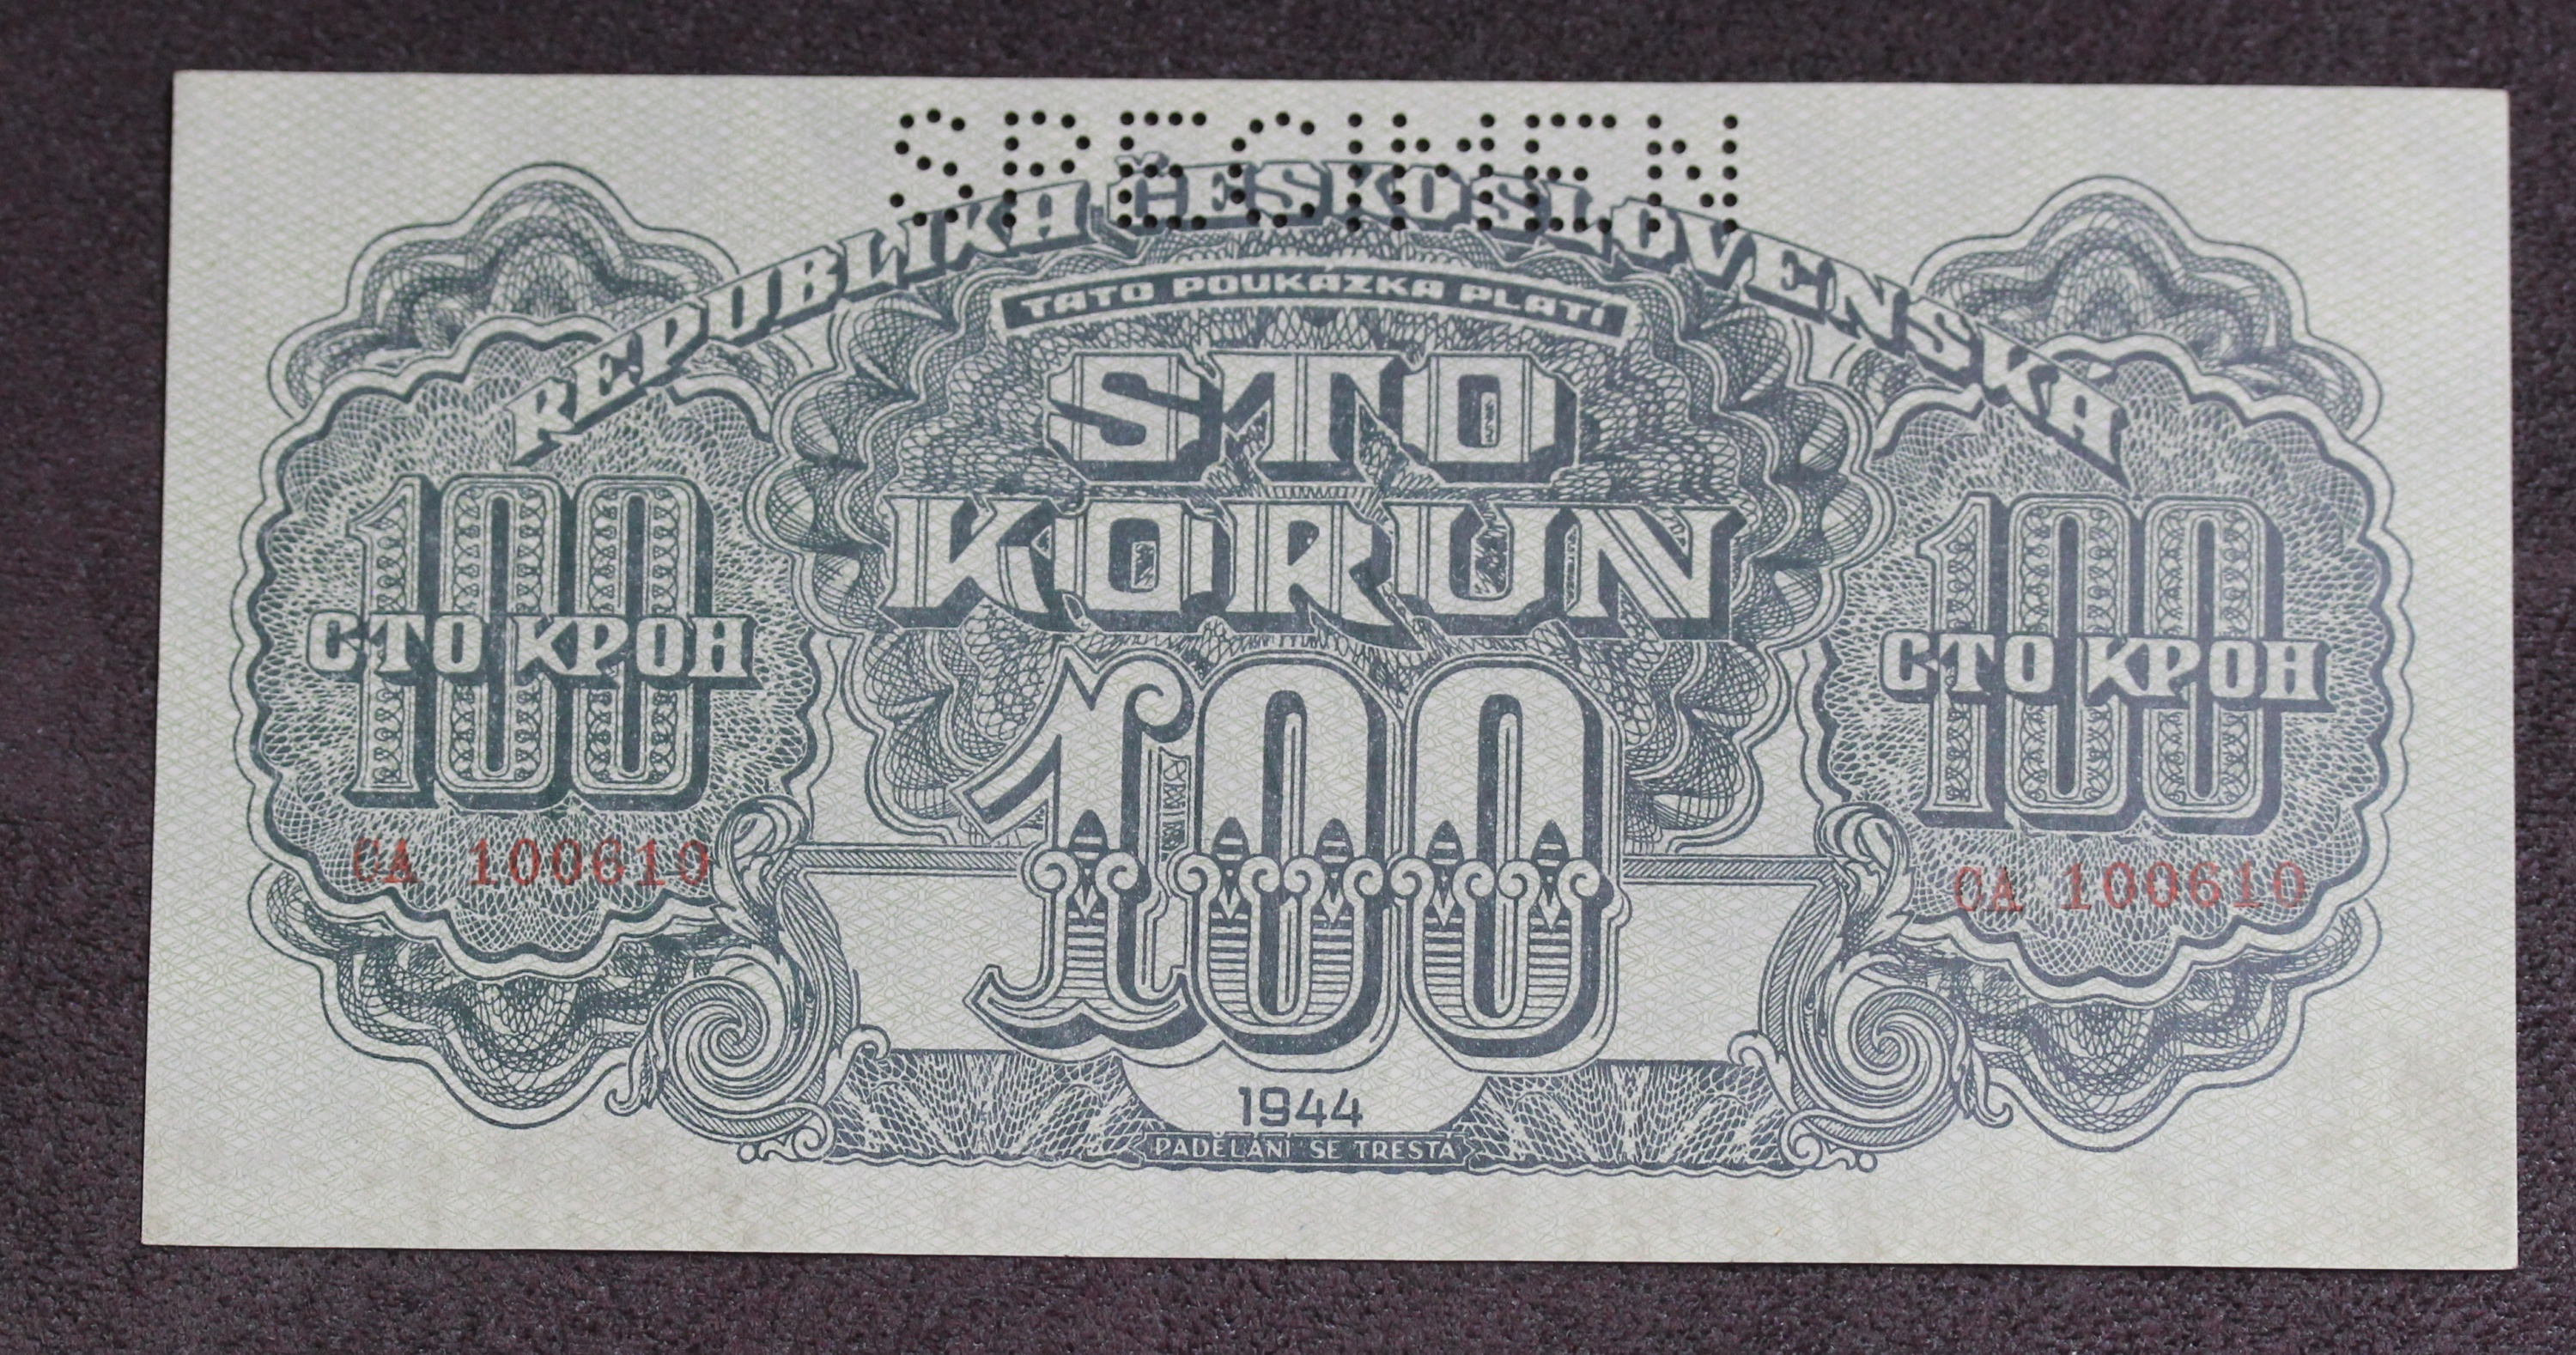 SPECIMEN
REPUBLIKA ČESKOSLOVENSKÁ
TATO POUKÁZKA PLATÍ
STO
KORUN
100
СТО КРОН
100
СТО КРОН
100
СА 100610
СА 100610
1944
PADĚLÁNÍ SE TRESTÁ